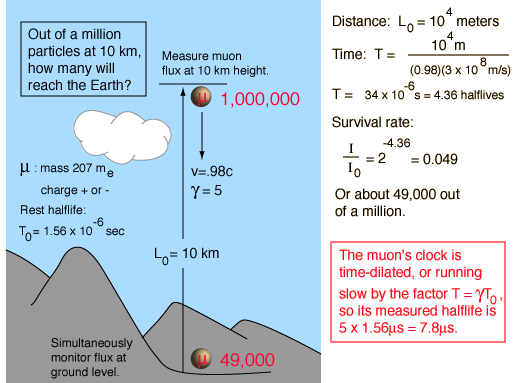 Out of a million
particles at 10 km,
how many will
reach the Earth?
Measure muon
flux at 10 km height.
μ 1,000,000
v=.98c
γ = 5
μ : mass 207 mₑ
charge + or -
Rest halflife:
T₀= 1.56 x 10⁻⁶ sec
L₀= 10 km
Simultaneously
monitor flux at
ground level.
μ 49,000
Distance: L₀ = 10⁴ meters
Time: T = 10⁴m
(0.98)(3 x 10⁸m/s)
T = 34 x 10⁻⁶s = 4.36 halflives
Survival rate:
I
I₀ = 2⁻⁴·³⁶ = 0.049
Or about 49,000 out
of a million.
The muon's clock is
time-dilated, or running
slow by the factor T = γT₀,
so its measured halflife is
5 x 1.56μs = 7.8μs.